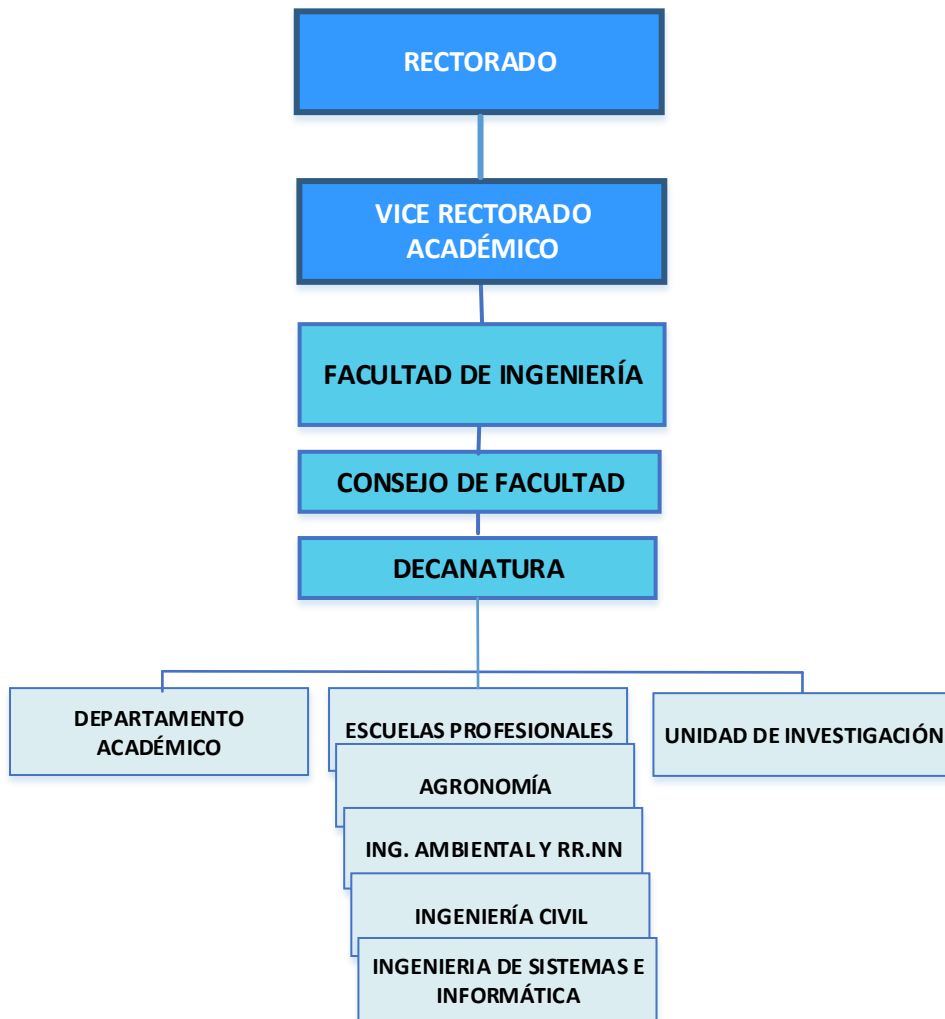 RECTORADO
VICE RECTORADO
ACADÉMICO
FACULTAD DE INGENIERÍA
CONSEJO DE FACULTAD
DECANATURA
DEPARTAMENTO
ACADÉMICO
ESCUELAS PROFESIONALES
UNIDAD DE INVESTIGACIÓN
AGRONOMÍA
ING. AMBIENTAL Y RR.NN
INGENIERÍA CIVIL
INGENIERIA DE SISTEMAS E
INFORMÁTICA